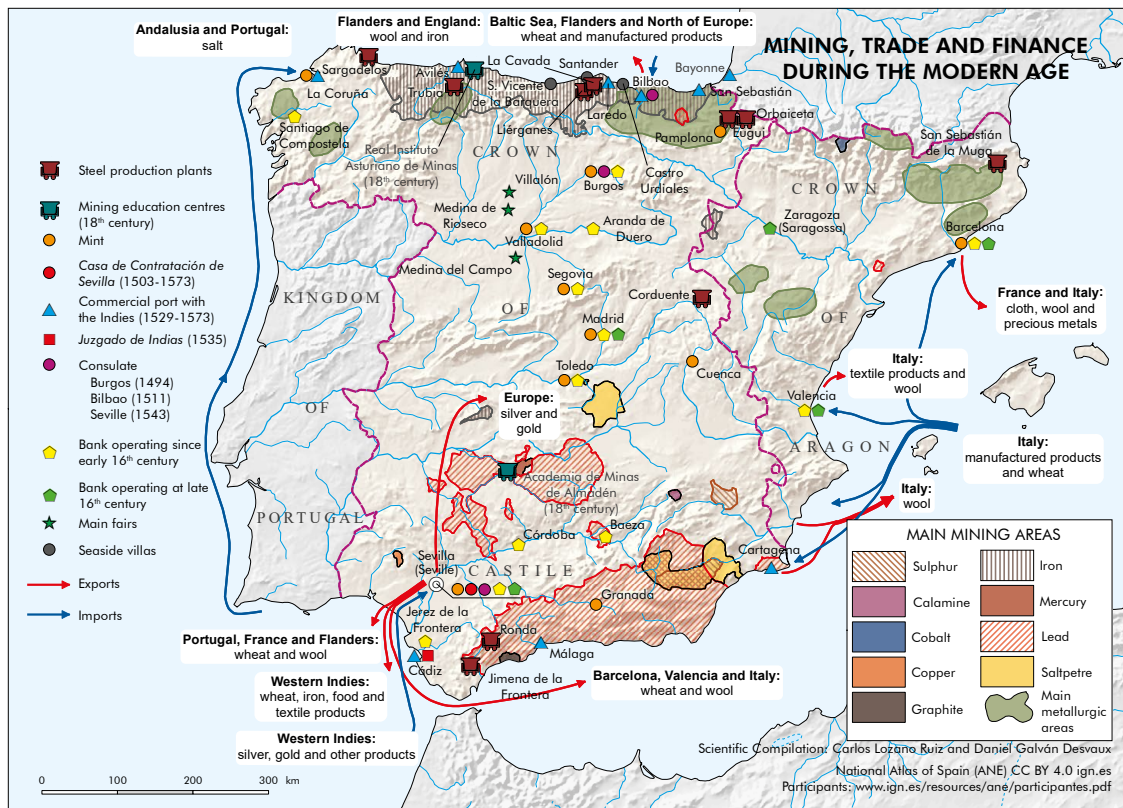 MINING, TRADE AND FINANCE
DURING THE MODERN AGE
Andalusia and Portugal:
salt
Flanders and England:
wool and iron
Baltic Sea, Flanders and North of Europe:
wheat and manufactured products
Sargadelos
La Coruña
Santiago de
Compostela
Avilés
Trubia
La Cavada
Santander
S. Vicente
de la Barquera
Liérganes
Laredo
Bilbao
Bayonne
San Sebastián
Orbaiceta
Eugui
Pamplona
San Sebastián
de la Muga
Real Instituto
Asturiano de Minas
(18th century)
CROWN
Castro
Urdiales
Burgos
Villalón
Medina de
Rioseco
Valladolid
Aranda de
Duero
Medina del Campo
Segovia
Zaragoza
(Saragossa)
CROWN
Barcelona
KINGDOM
OF
Corduente
OF
Madrid
Toledo
Cuenca
Valencia
OF
ARAGON
PORTUGAL
Academia de Minas
de Almadén
(18th century)
Córdoba
Baeza
Cartagena
Sevilla
(Seville)
CASTILE
Granada
Jerez de la
Frontera
Ronda
Cádiz
Málaga
Jimena de la
Frontera
France and Italy:
cloth, wool and
precious metals
Italy:
textile products and
wool
Italy:
manufactured products
and wheat
Italy:
wool
Europe:
silver and
gold
Portugal, France and Flanders:
wheat and wool
Western Indies:
wheat, iron, food and
textile products
Western Indies:
silver, gold and other products
Barcelona, Valencia and Italy:
wheat and wool
Steel production plants
Mining education centres
(18th century)
Mint
Casa de Contratación de
Sevilla (1503-1573)
Commercial port with
the Indies (1529-1573)
Juzgado de Indias (1535)
Consulate
Burgos (1494)
Bilbao (1511)
Seville (1543)
Bank operating since
early 16th century
Bank operating at late
16th century
Main fairs
Seaside villas
Exports
Imports
MAIN MINING AREAS
Sulphur
Calamine
Cobalt
Copper
Graphite
Iron
Mercury
Lead
Saltpetre
Main
metallurgic
areas
0 100 200 300 km
Scientific Compilation: Carlos Lozano Ruiz and Daniel Galván Desvaux
National Atlas of Spain (ANE) CC BY 4.0 ign.es
Participants: www.ign.es/resources/ane/participantes.pdf